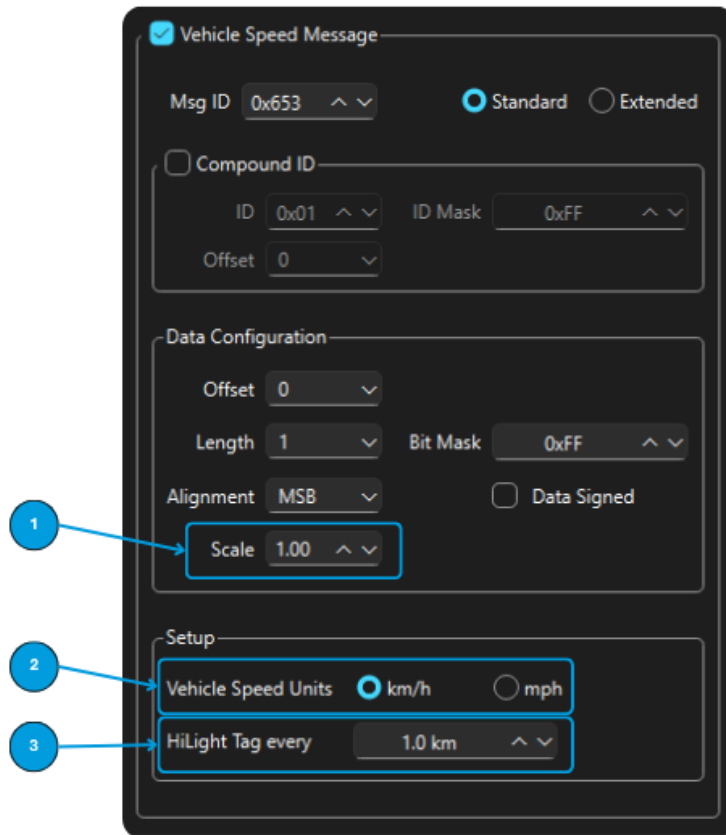 Vehicle Speed Message
Msg ID 0x653 Standard Extended
Compound ID
ID 0x01 ID Mask 0xFF
Offset 0
Data Configuration
Offset 0
Length 1 Bit Mask 0xFF
Alignment MSB Data Signed
1
Scale 1.00
Setup
2
Vehicle Speed Units km/h mph
3
HiLight Tag every 1.0 km